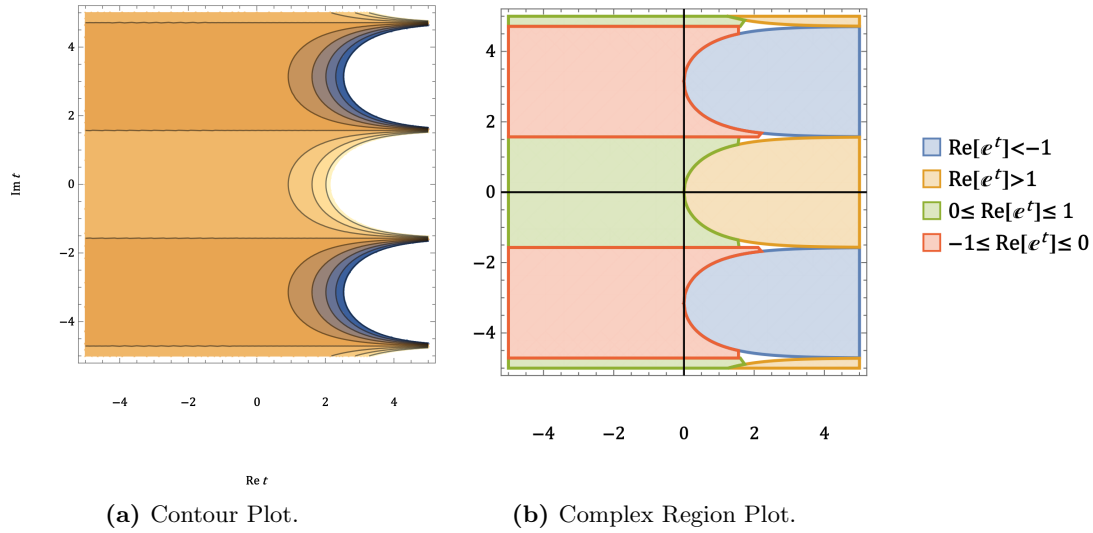 4
2
0
−2
−4
Im t
−4 −2 0 2 4
Re t
(a) Contour Plot.
4
2
0
−2
−4
−4 −2 0 2 4
Re[ⅇ^t]<−1
Re[ⅇ^t]>1
0≤ Re[ⅇ^t]≤ 1
−1≤ Re[ⅇ^t]≤ 0
(b) Complex Region Plot.